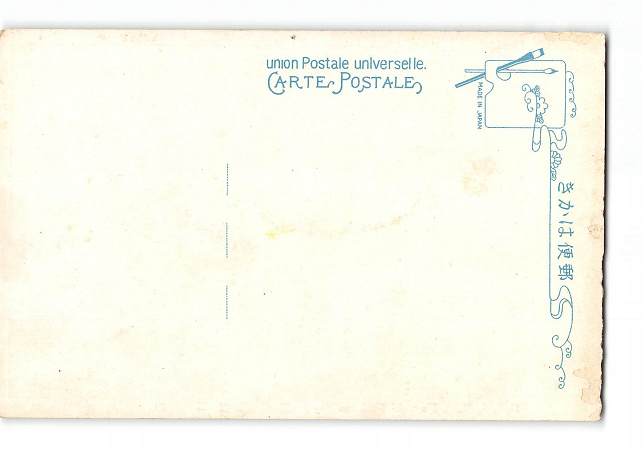 union Postale universelle.
CARTE POSTALE
MADE IN JAPAN
きかは便郵